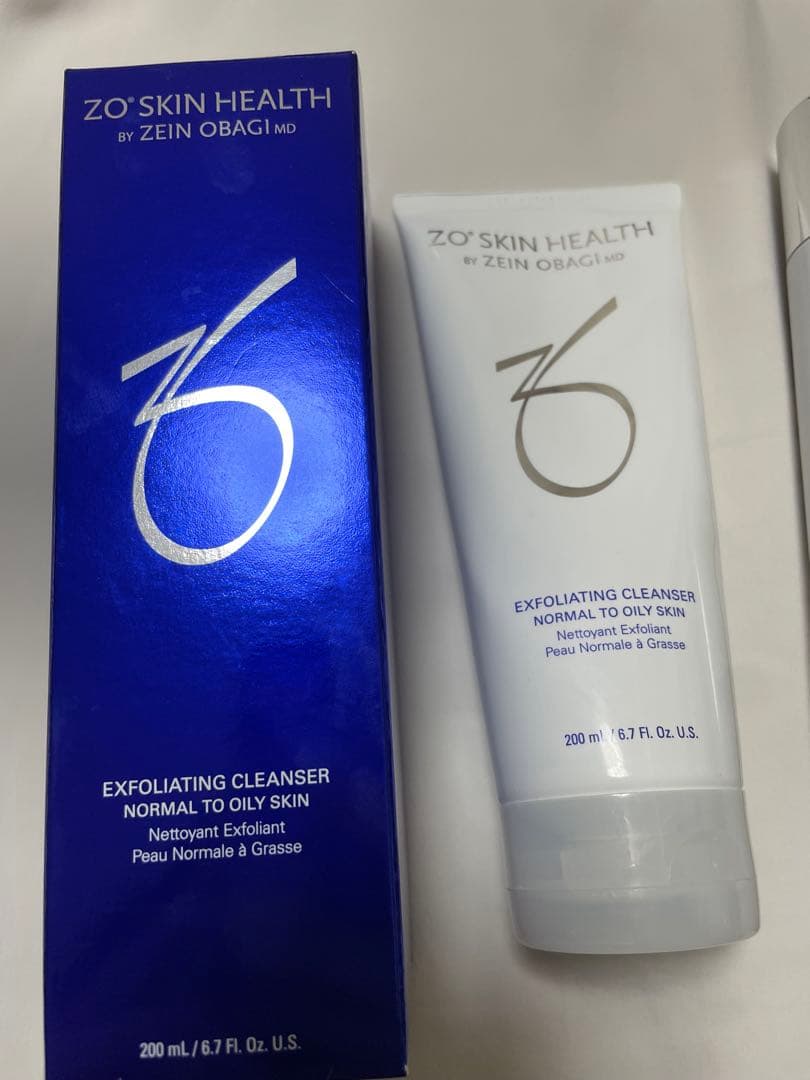 ZO® SKIN HEALTH
BY ZEIN OBAGI MD
EXFOLIATING CLEANSER
NORMAL TO OILY SKIN
Nettoyant Exfoliant
Peau Normale à Grasse
200 mL / 6.7 Fl. Oz. U.S.
ZO® SKIN HEALTH
BY ZEIN OBAGI MD
EXFOLIATING CLEANSER
NORMAL TO OILY SKIN
Nettoyant Exfoliant
Peau Normale à Grasse
200 mL / 6.7 Fl. Oz. U.S.